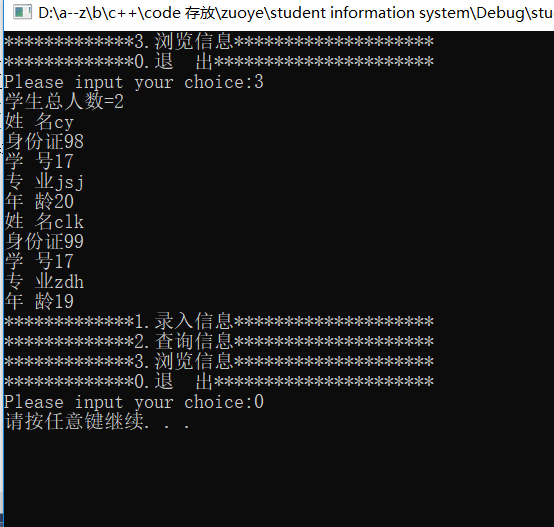 D:\a--z\b\c++\code 存放\zuoye\student information system\Debug\stu
*************3.浏览信息********************
*************0.退　出**********************
Please input your choice:3
学生总人数=2
姓 名cy
身份证98
学 号17
专 业jsj
年 龄20
姓 名clk
身份证99
学 号17
专 业zdh
年 龄19
*************1.录入信息********************
*************2.查询信息********************
*************3.浏览信息********************
*************0.退　出**********************
Please input your choice:0
请按任意键继续. . .